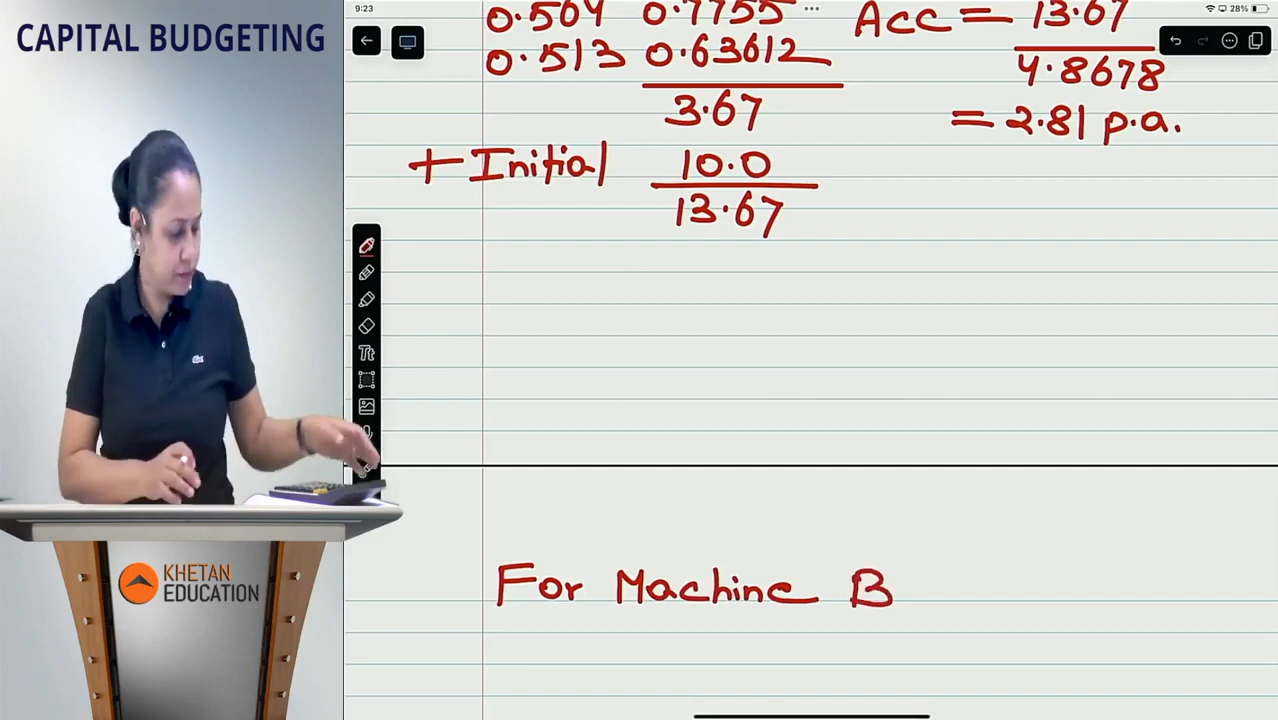 CAPITAL BUDGETING
9:23
28%
0.504 0.7755
0.513 0.63612
3.67
+ Initial 10.0
13.67
Acc = 13.67
4.8678
= 2.81 p.a.
Tt
For Machine B
KHETAN
EDUCATION